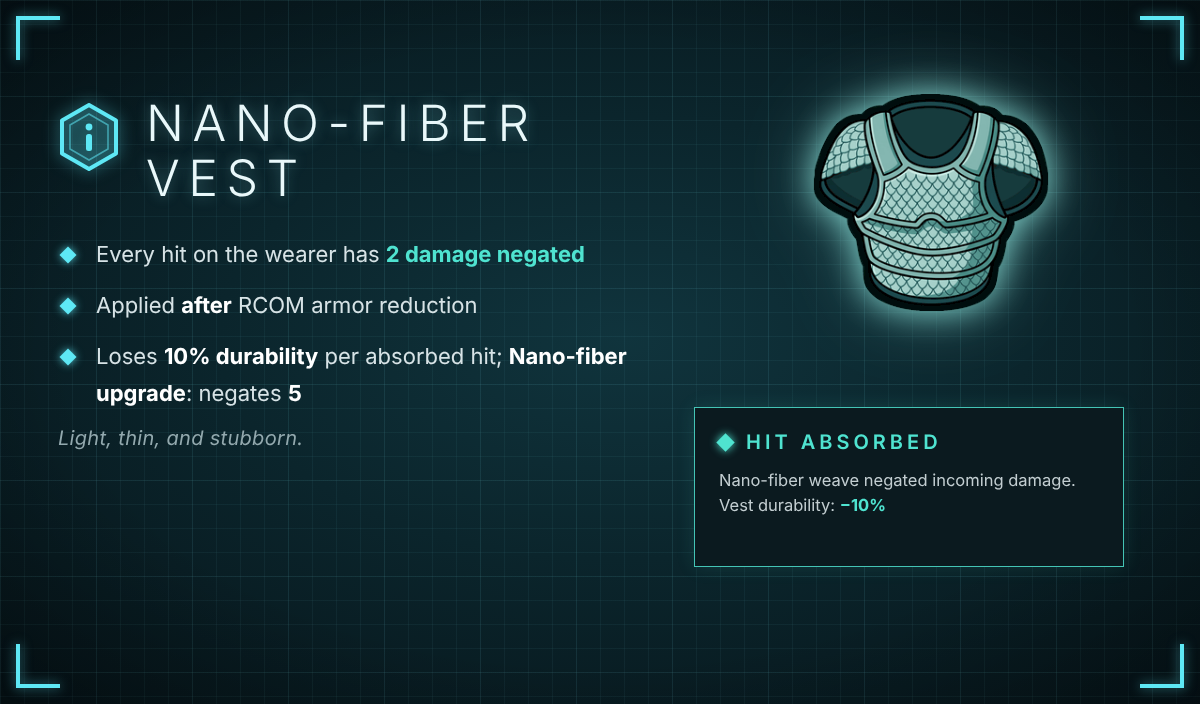 NANO-FIBER
VEST
Every hit on the wearer has 2 damage negated
Applied after RCOM armor reduction
Loses 10% durability per absorbed hit; Nano-fiber
upgrade: negates 5
Light, thin, and stubborn.
HIT ABSORBED
Nano-fiber weave negated incoming damage.
Vest durability: −10%